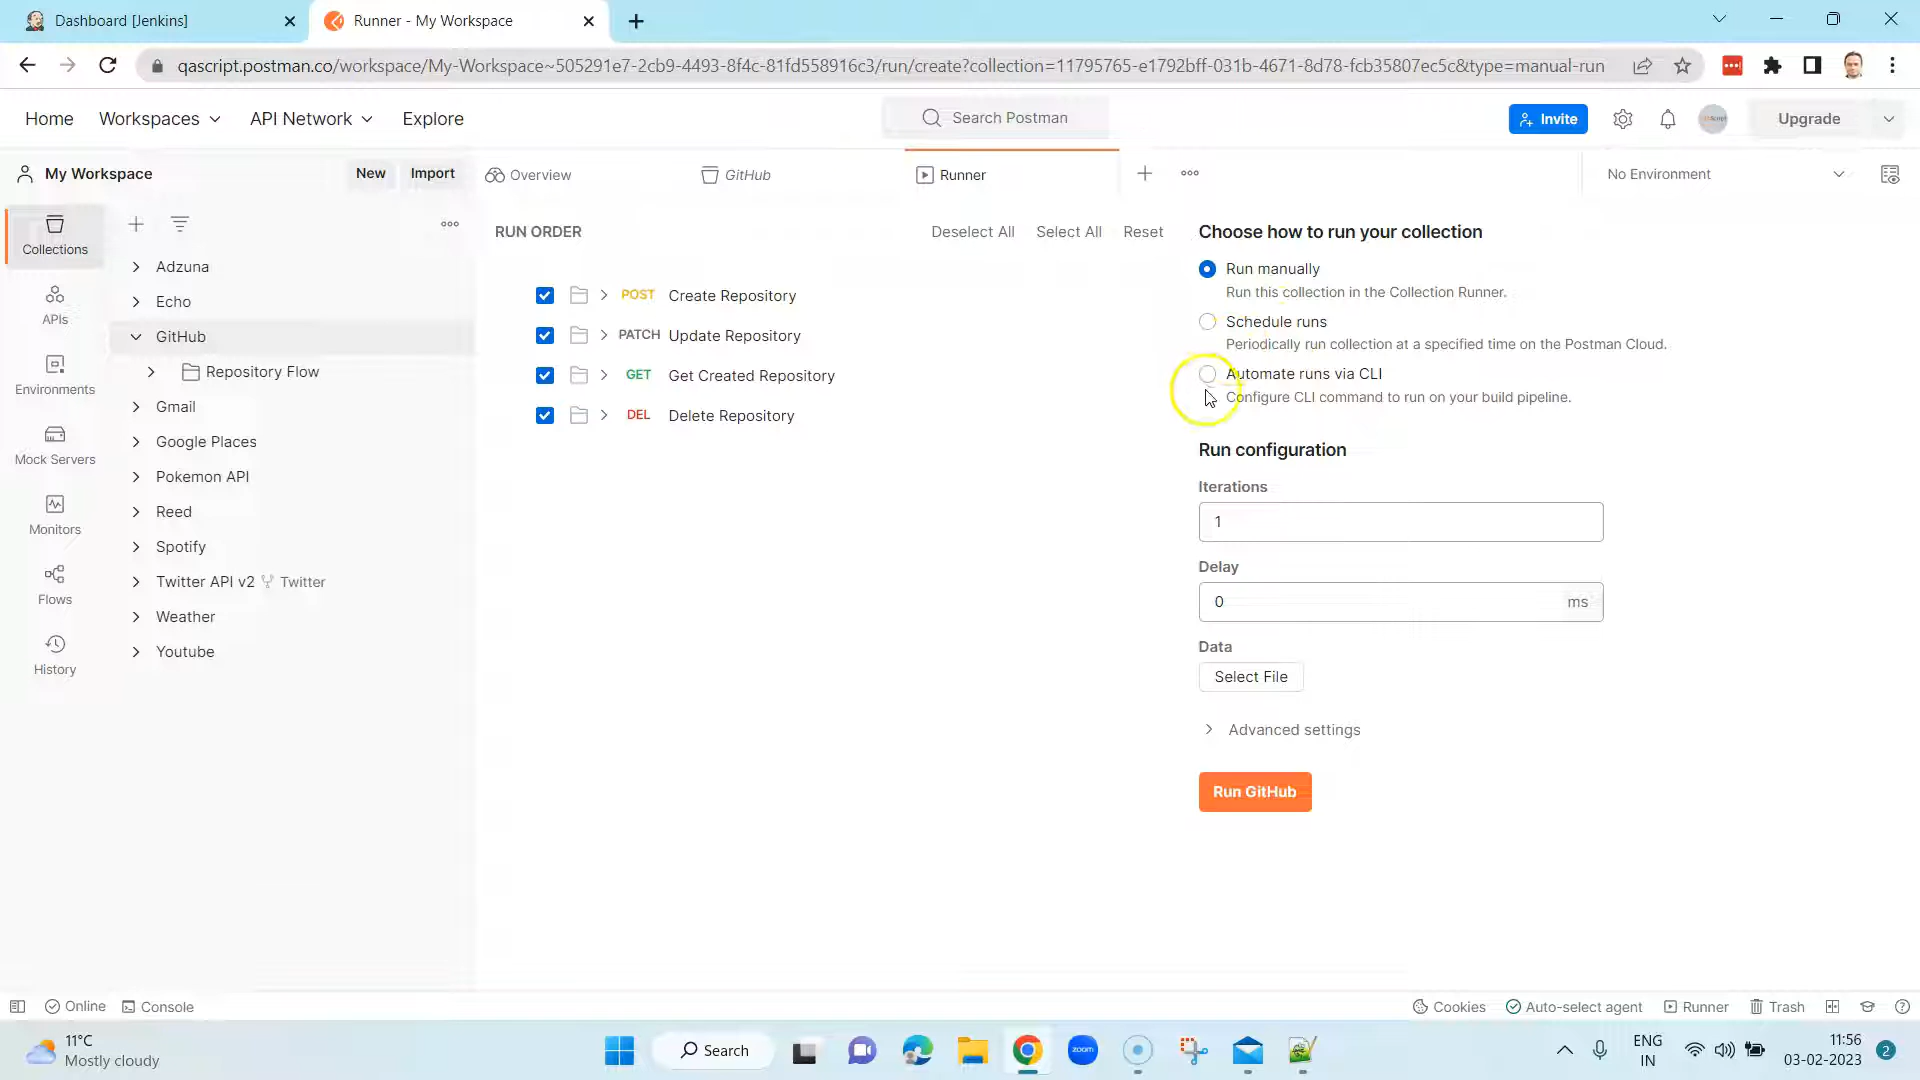 Dashboard [Jenkins]
Runner - My Workspace
qascript.postman.co/workspace/My-Workspace~505291e7-2cb9-4493-8f4c-81fd558916c3/run/create?collection=11795765-e1792bff-031b-4671-8d78-fcb35807ec5c&type=manual-run
Home Workspaces API Network Explore
Search Postman
Invite
Upgrade
My Workspace
New Import
Overview
GitHub
Runner
No Environment
Collections
APIs
Environments
Mock Servers
Monitors
Flows
History
Adzuna
Echo
GitHub
Repository Flow
Gmail
Google Places
Pokemon API
Reed
Spotify
Twitter API v2 Twitter
Weather
Youtube
RUN ORDER
Deselect All Select All Reset
POST Create Repository
PATCH Update Repository
GET Get Created Repository
DEL Delete Repository
Choose how to run your collection
Run manually
Run this collection in the Collection Runner.
Schedule runs
Periodically run collection at a specified time on the Postman Cloud.
Automate runs via CLI
Configure CLI command to run on your build pipeline.
Run configuration
Iterations
1
Delay
0 ms
Data
Select File
Advanced settings
Run GitHub
Online Console
Cookies Auto-select agent Runner Trash
11°C
Mostly cloudy
Search
zoom
ENG
IN
11:56
03-02-2023
2